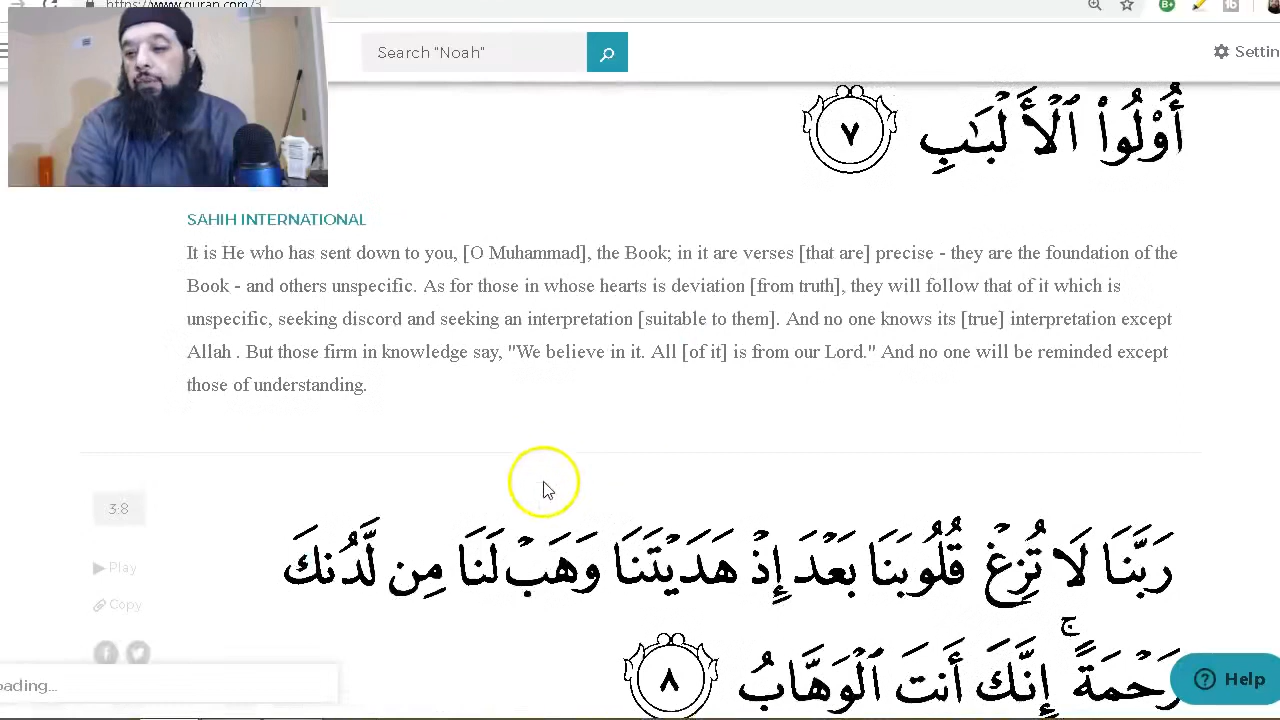 https://www.quran.com/3
Search "Noah"
Settin
أُوْلُواْ ٱلْأَلْبَـٰبِ ٧
SAHIH INTERNATIONAL
It is He who has sent down to you, [O Muhammad], the Book; in it are verses [that are] precise - they are the foundation of the
Book - and others unspecific. As for those in whose hearts is deviation [from truth], they will follow that of it which is
unspecific, seeking discord and seeking an interpretation [suitable to them]. And no one knows its [true] interpretation except
Allah . But those firm in knowledge say, "We believe in it. All [of it] is from our Lord." And no one will be reminded except
those of understanding.
3:8
رَبَّنَا لَا تُزِغْ قُلُوبَنَا بَعْدَ إِذْ هَدَيْتَنَا وَهَبْ لَنَا مِن لَّدُنكَ
Play
Copy
رَحْمَةً ۚ إِنَّكَ أَنتَ ٱلْوَهَّابُ ٨
oading...
Help